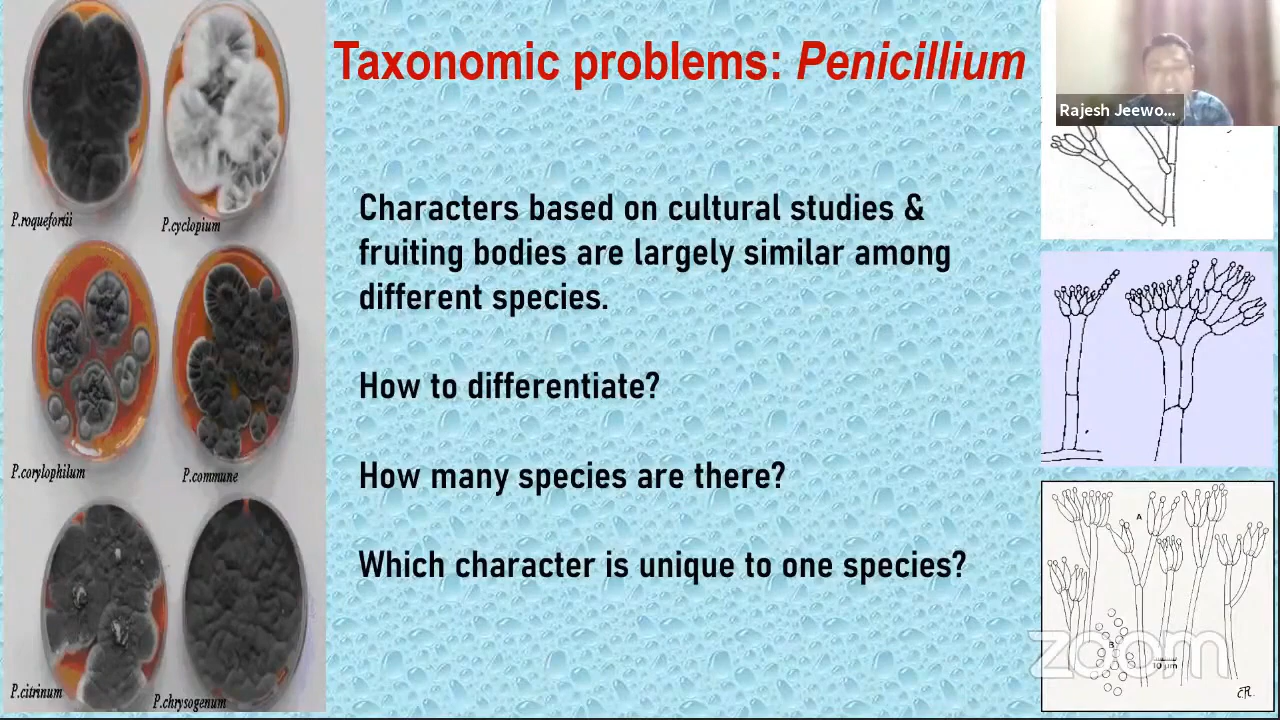 Taxonomic problems: Penicillium
Rajesh Jeewo...
P.roquefortii
P.cyclopium
Characters based on cultural studies &
fruiting bodies are largely similar among
different species.
How to differentiate?
P.corylophilum
P.commune
How many species are there?
Which character is unique to one species?
P.citrinum
P.chrysogenum
A
B
10 µm
zoom